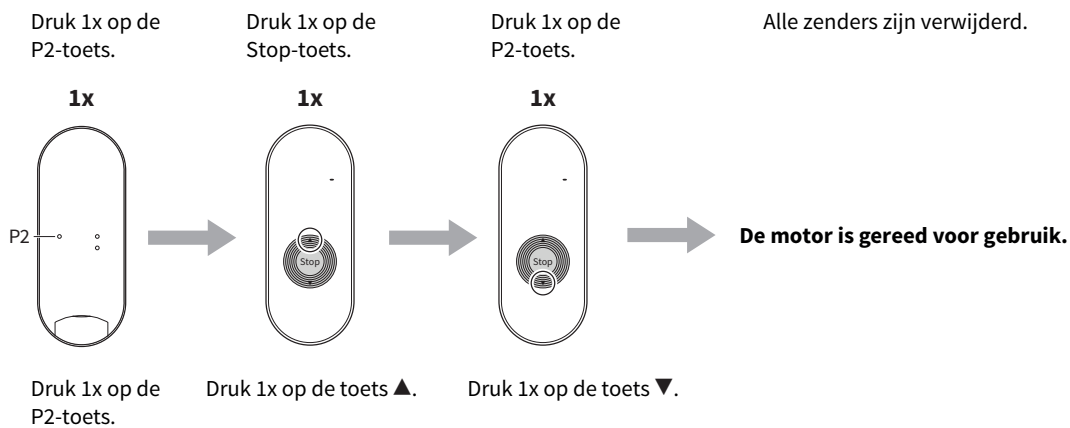 Druk 1x op de
P2-toets.
Druk 1x op de
Stop-toets.
Druk 1x op de
P2-toets.
Alle zenders zijn verwijderd.
1x
1x
1x
P2
Stop
Stop
De motor is gereed voor gebruik.
Druk 1x op de
P2-toets.
Druk 1x op de toets ▲.
Druk 1x op de toets ▼.